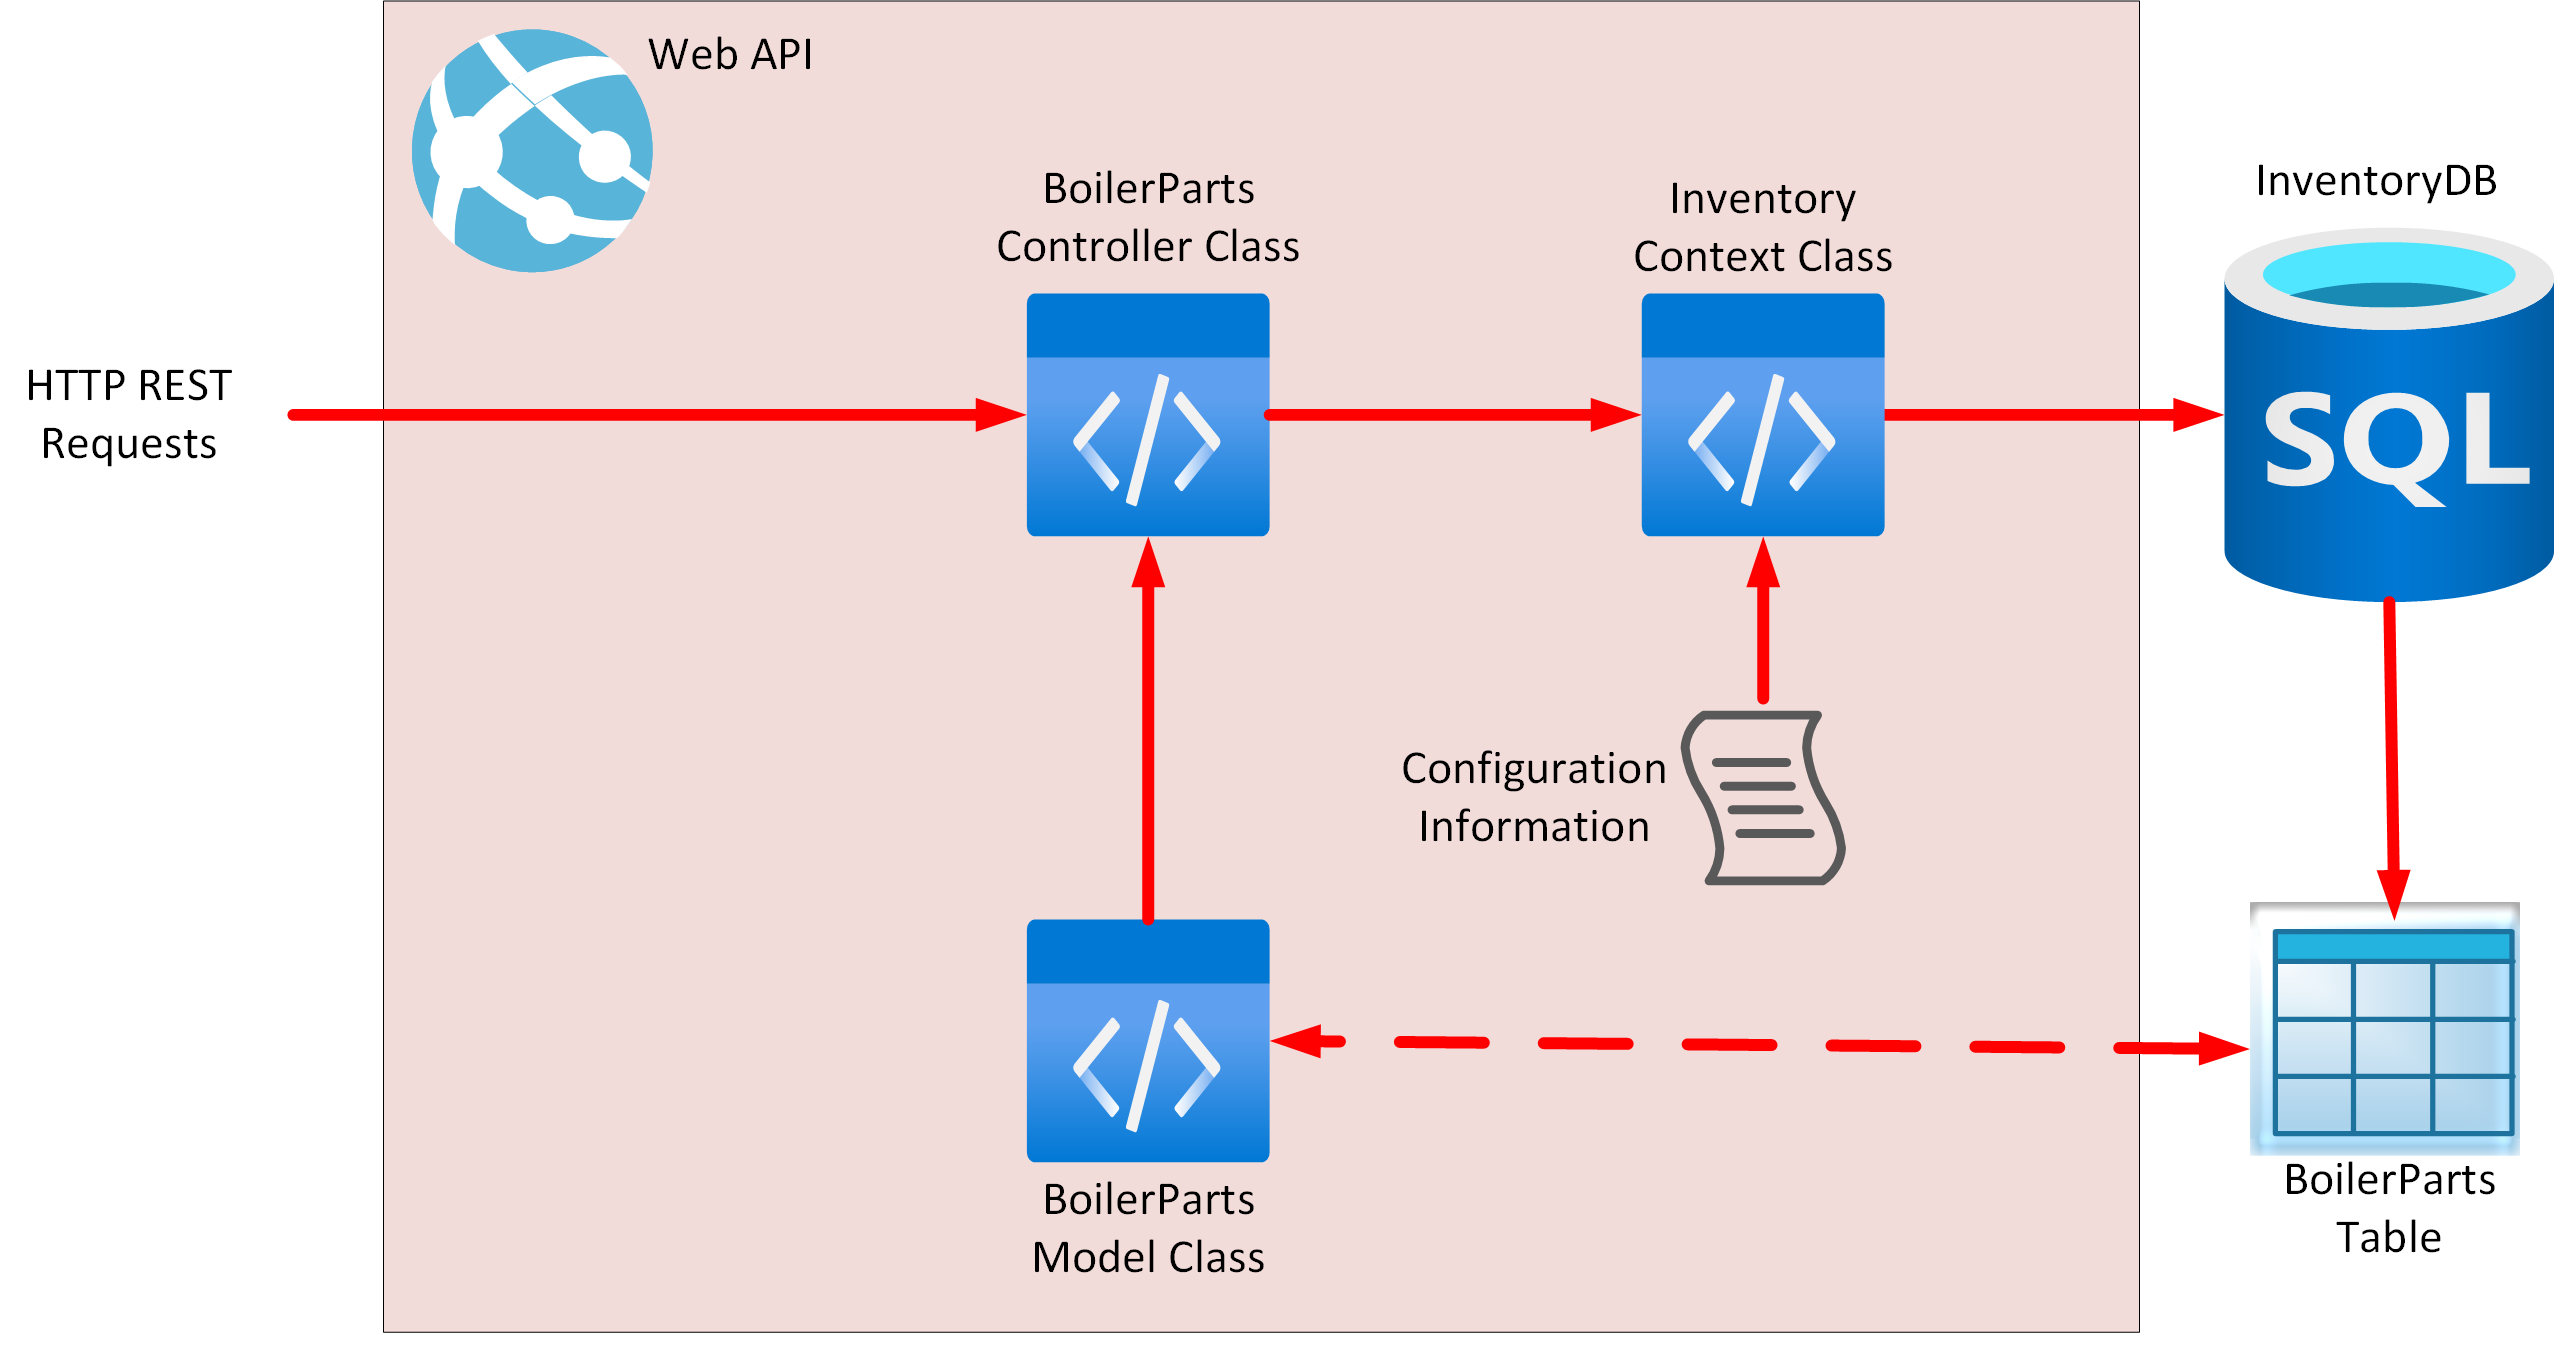 Web API
BoilerParts
Controller Class
Inventory
Context Class
InventoryDB
HTTP REST
Requests
SQL
Configuration
Information
BoilerParts
Model Class
BoilerParts
Table